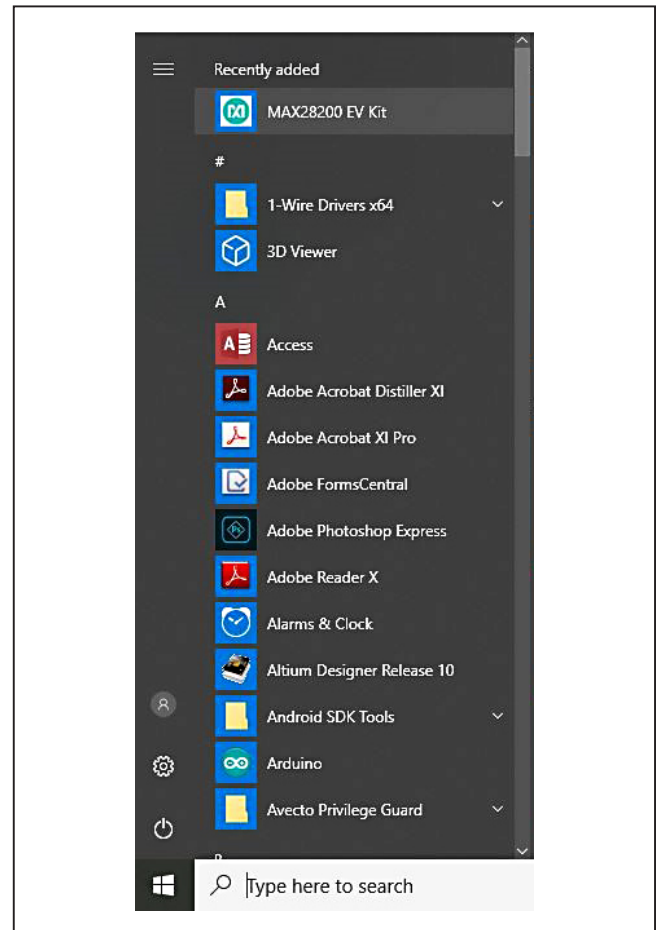 Recently added
MAX28200 EV Kit
#
1-Wire Drivers x64
3D Viewer
A
Access
Adobe Acrobat Distiller XI
Adobe Acrobat XI Pro
Adobe FormsCentral
Adobe Photoshop Express
Adobe Reader X
Alarms & Clock
Altium Designer Release 10
Android SDK Tools
Arduino
Avecto Privilege Guard
Type here to search